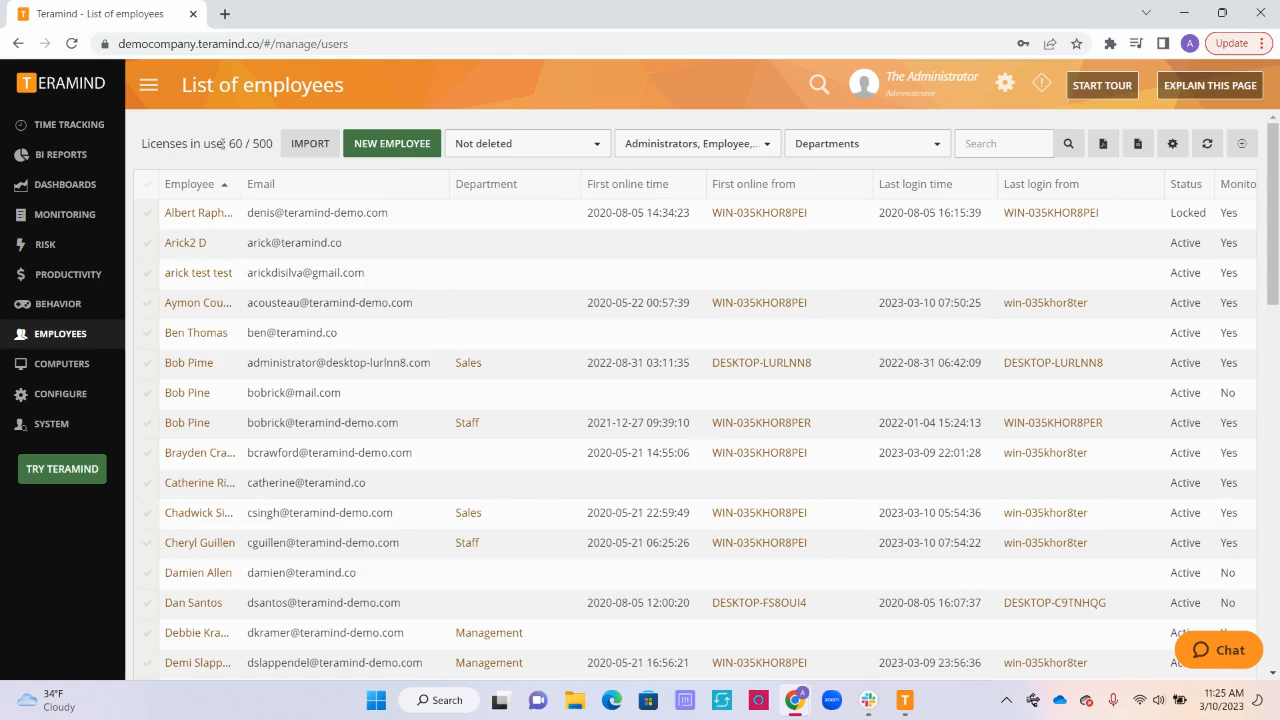 Teramind - List of employees
democompany.teramind.co/#/manage/users
A
Update
TERAMIND
List of employees
The Administrator
Administrator
START TOUR
EXPLAIN THIS PAGE
TIME TRACKING
BI REPORTS
DASHBOARDS
MONITORING
RISK
PRODUCTIVITY
BEHAVIOR
EMPLOYEES
COMPUTERS
CONFIGURE
SYSTEM
TRY TERAMIND
Licenses in use: 60 / 500
IMPORT
NEW EMPLOYEE
Not deleted
Administrators, Employee,...
Departments
Search
Employee Email Department First online time First online from Last login time Last login from Status Monito
Albert Raph... denis@teramind-demo.com 2020-08-05 14:34:23 WIN-035KHOR8PEI 2020-08-05 16:15:39 WIN-035KHOR8PEI Locked Yes
Arick2 D arick@teramind.co Active Yes
arick test test arickdisilva@gmail.com Active Yes
Aymon Cou... acousteau@teramind-demo.com 2020-05-22 00:57:39 WIN-035KHOR8PEI 2023-03-10 07:50:25 win-035khor8ter Active Yes
Ben Thomas ben@teramind.co Active Yes
Bob Pime administrator@desktop-lurlnn8.com Sales 2022-08-31 03:11:35 DESKTOP-LURLNN8 2022-08-31 06:42:09 DESKTOP-LURLNN8 Active Yes
Bob Pine bobrick@mail.com Active No
Bob Pine bobrick@teramind-demo.com Staff 2021-12-27 09:39:10 WIN-035KHOR8PER 2022-01-04 15:24:13 WIN-035KHOR8PER Active Yes
Brayden Cra... bcrawford@teramind-demo.com 2020-05-21 14:55:06 WIN-035KHOR8PEI 2023-03-09 22:01:28 win-035khor8ter Active Yes
Catherine Ri... catherine@teramind.co Active Yes
Chadwick Si... csingh@teramind-demo.com Sales 2020-05-21 22:59:49 WIN-035KHOR8PEI 2023-03-10 05:54:36 win-035khor8ter Active Yes
Cheryl Guillen cguillen@teramind-demo.com Staff 2020-05-21 06:25:26 WIN-035KHOR8PEI 2023-03-10 07:54:22 win-035khor8ter Active Yes
Damien Allen damien@teramind.co Active No
Dan Santos dsantos@teramind-demo.com 2020-08-05 12:00:20 DESKTOP-FS8OUI4 2020-08-05 16:07:37 DESKTOP-C9TNHQG Active No
Debbie Kra... dkramer@teramind-demo.com Management
Demi Slapp... dslappendel@teramind-demo.com Management 2020-05-21 16:56:21 WIN-035KHOR8PEI 2023-03-09 23:56:36 win-035khor8ter
Chat
34°F
Cloudy
Search
zoom
11:25 AM
3/10/2023